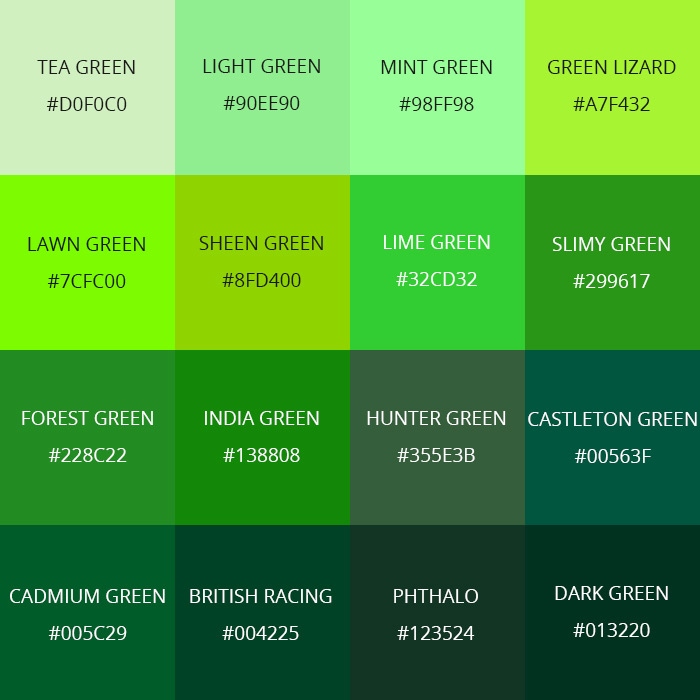 TEA GREEN
#D0F0C0
LIGHT GREEN
#90EE90
MINT GREEN
#98FF98
GREEN LIZARD
#A7F432
LAWN GREEN
#7CFC00
SHEEN GREEN
#8FD400
LIME GREEN
#32CD32
SLIMY GREEN
#299617
FOREST GREEN
#228C22
INDIA GREEN
#138808
HUNTER GREEN
#355E3B
CASTLETON GREEN
#00563F
CADMIUM GREEN
#005C29
BRITISH RACING
#004225
PHTHALO
#123524
DARK GREEN
#013220